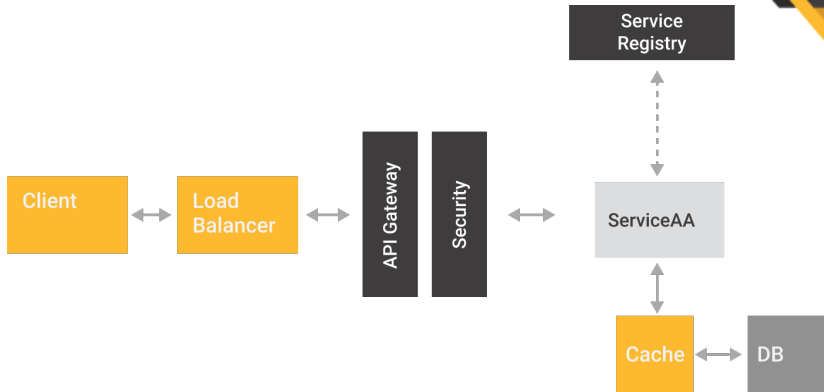 Service
Registry
Client
Load
Balancer
API Gateway
Security
ServiceAA
Cache
DB